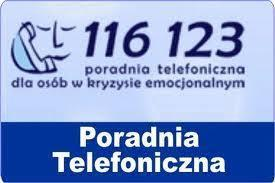 116 123
poradnia telefoniczna
dla osób w kryzysie emocjonalnym
Poradnia
Telefoniczna